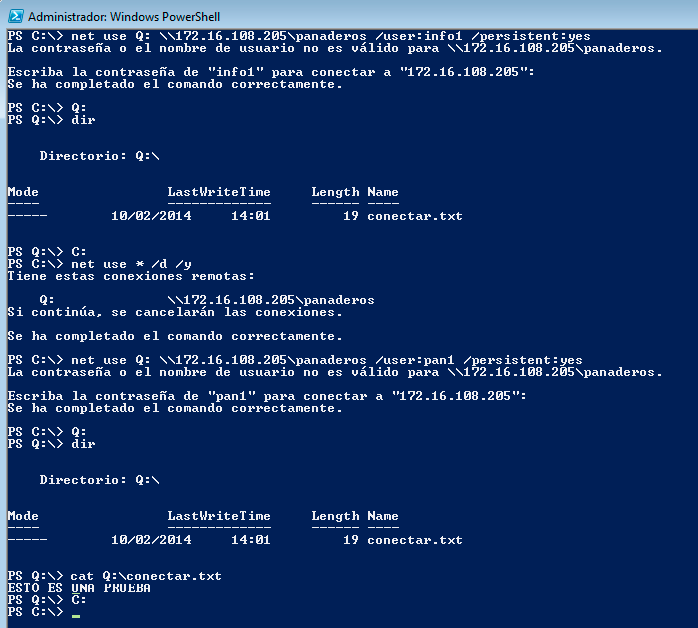 Administrador: Windows PowerShell
PS C:\> net use Q: \\172.16.108.205\panaderos /user:info1 /persistent:yes
La contraseña o el nombre de usuario no es válido para \\172.16.108.205\panaderos.
Escriba la contraseña de "info1" para conectar a "172.16.108.205":
Se ha completado el comando correctamente.
PS C:\> Q:
PS Q:\> dir
Directorio: Q:\
Mode                LastWriteTime     Length Name
----                -------------     ------ ----
-----        10/02/2014     14:01         19 conectar.txt
PS Q:\> C:
PS C:\> net use * /d /y
Tiene estas conexiones remotas:
Q:              \\172.16.108.205\panaderos
Si continúa, se cancelarán las conexiones.
Se ha completado el comando correctamente.
PS C:\> net use Q: \\172.16.108.205\panaderos /user:pan1 /persistent:yes
La contraseña o el nombre de usuario no es válido para \\172.16.108.205\panaderos.
Escriba la contraseña de "pan1" para conectar a "172.16.108.205":
Se ha completado el comando correctamente.
PS C:\> Q:
PS Q:\> dir
Directorio: Q:\
Mode                LastWriteTime     Length Name
----                -------------     ------ ----
-----        10/02/2014     14:01         19 conectar.txt
PS Q:\> cat Q:\conectar.txt
ESTO ES UNA PRUEBA
PS Q:\> C:
PS C:\> _